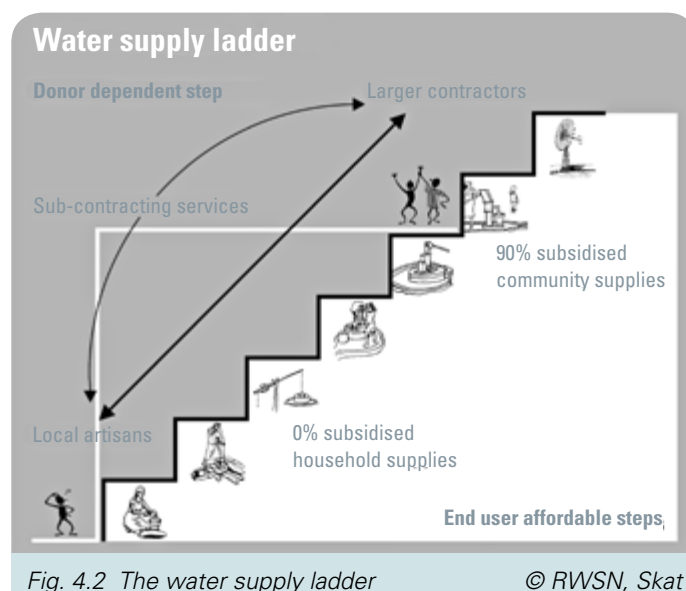 Water supply ladder
Donor dependent step
Larger contractors
Sub-contracting services
90% subsidised
community supplies
Local artisans
0% subsidised
household supplies
End user affordable steps
Fig. 4.2 The water supply ladder
© RWSN, Skat